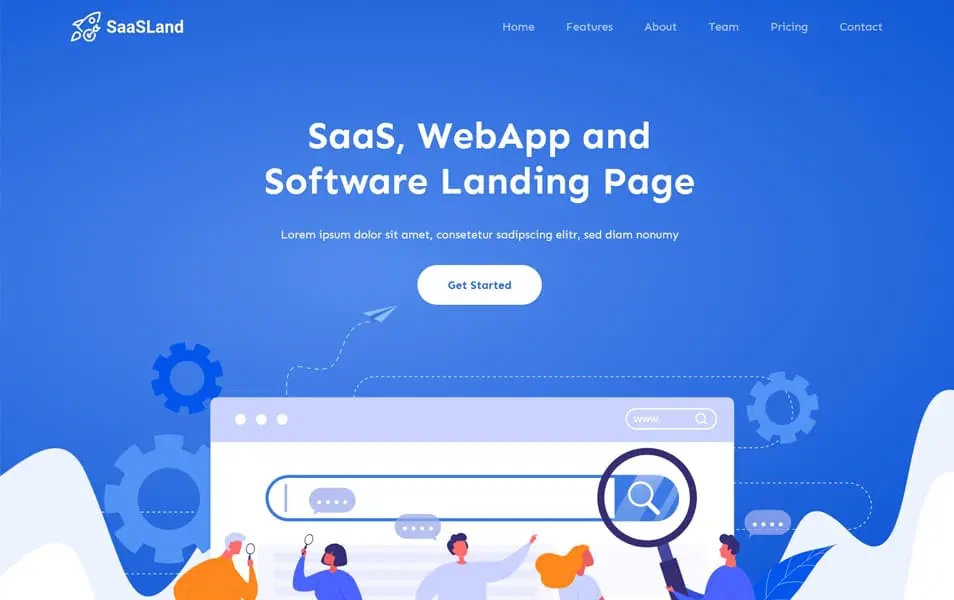 SaaSLand
Home Features About Team Pricing Contact
SaaS, WebApp and
Software Landing Page
Lorem ipsum dolor sit amet, consetetur sadipscing elitr, sed diam nonumy
Get Started
www.